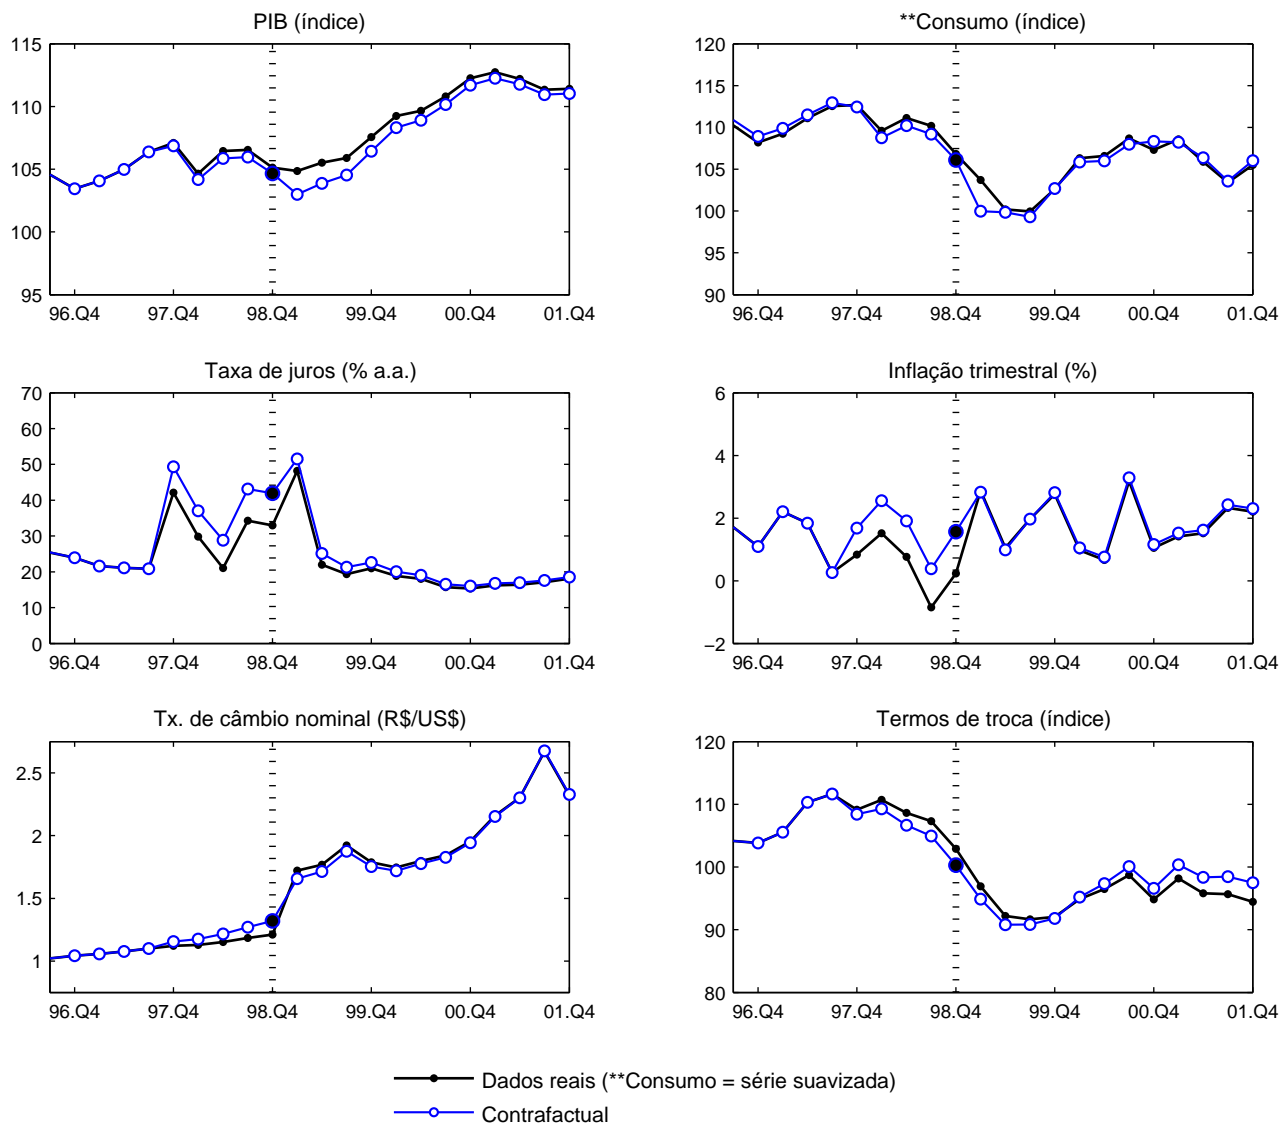 PIB (índice)
115
110
105
100
95
96.Q4 97.Q4 98.Q4 99.Q4 00.Q4 01.Q4
**Consumo (índice)
120
115
110
105
100
95
90
96.Q4 97.Q4 98.Q4 99.Q4 00.Q4 01.Q4
Taxa de juros (% a.a.)
70
60
50
40
30
20
10
0
96.Q4 97.Q4 98.Q4 99.Q4 00.Q4 01.Q4
Inflação trimestral (%)
6
4
2
0
−2
96.Q4 97.Q4 98.Q4 99.Q4 00.Q4 01.Q4
Tx. de câmbio nominal (R$/US$)
2.5
2
1.5
1
96.Q4 97.Q4 98.Q4 99.Q4 00.Q4 01.Q4
Termos de troca (índice)
120
110
100
90
80
96.Q4 97.Q4 98.Q4 99.Q4 00.Q4 01.Q4
Dados reais (**Consumo = série suavizada)
Contrafactual